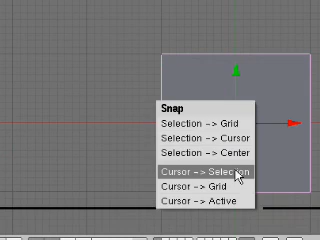 Snap
Selection -> Grid
Selection -> Cursor
Selection -> Center
Cursor -> Selection
Cursor -> Grid
Cursor -> Active